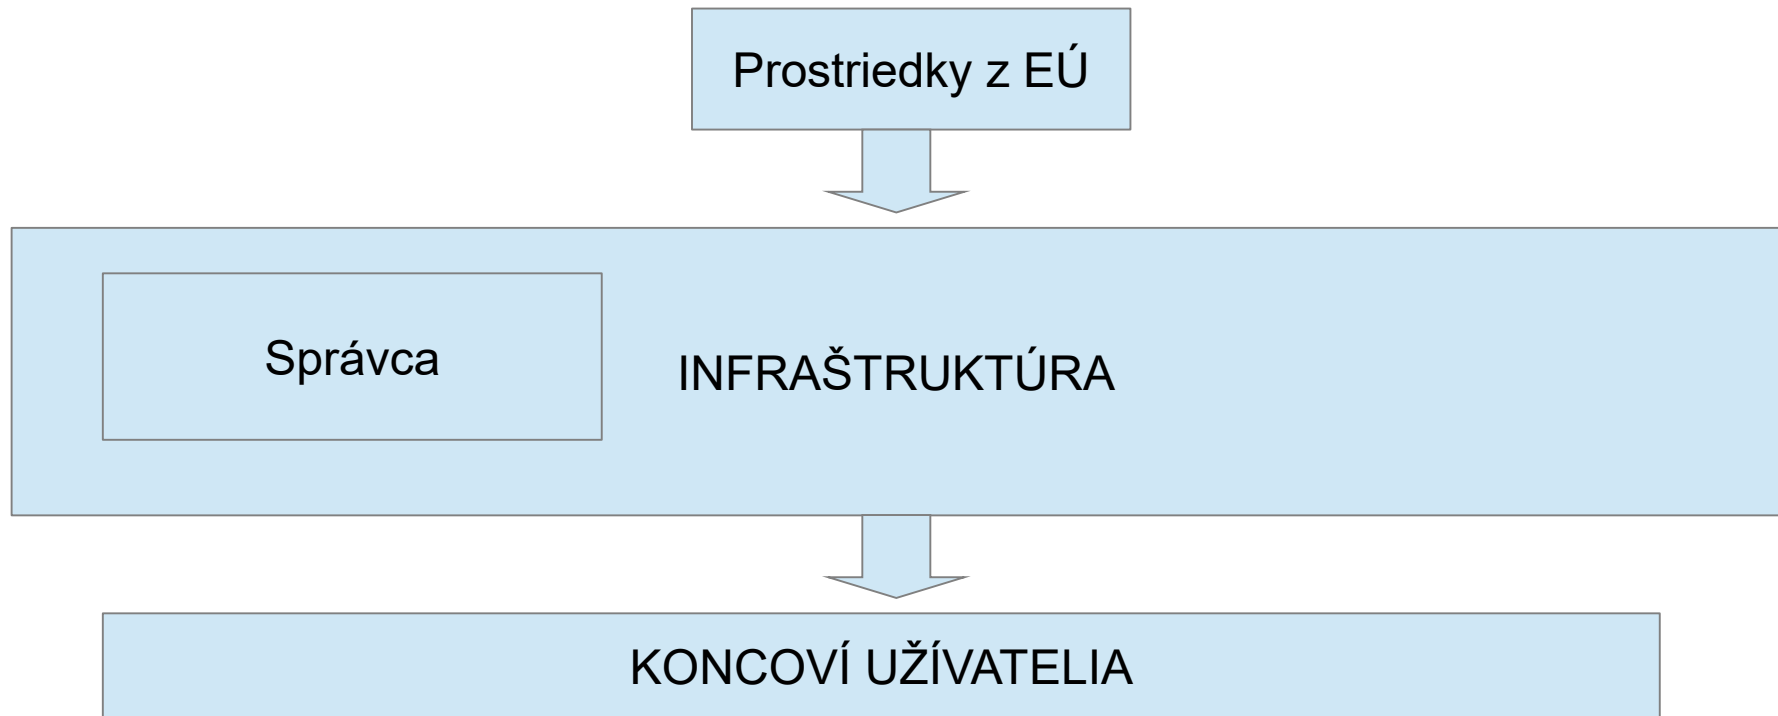 Prostriedky z EÚ
Správca
INFRAŠTRUKTÚRA
KONCOVÍ UŽÍVATELIA